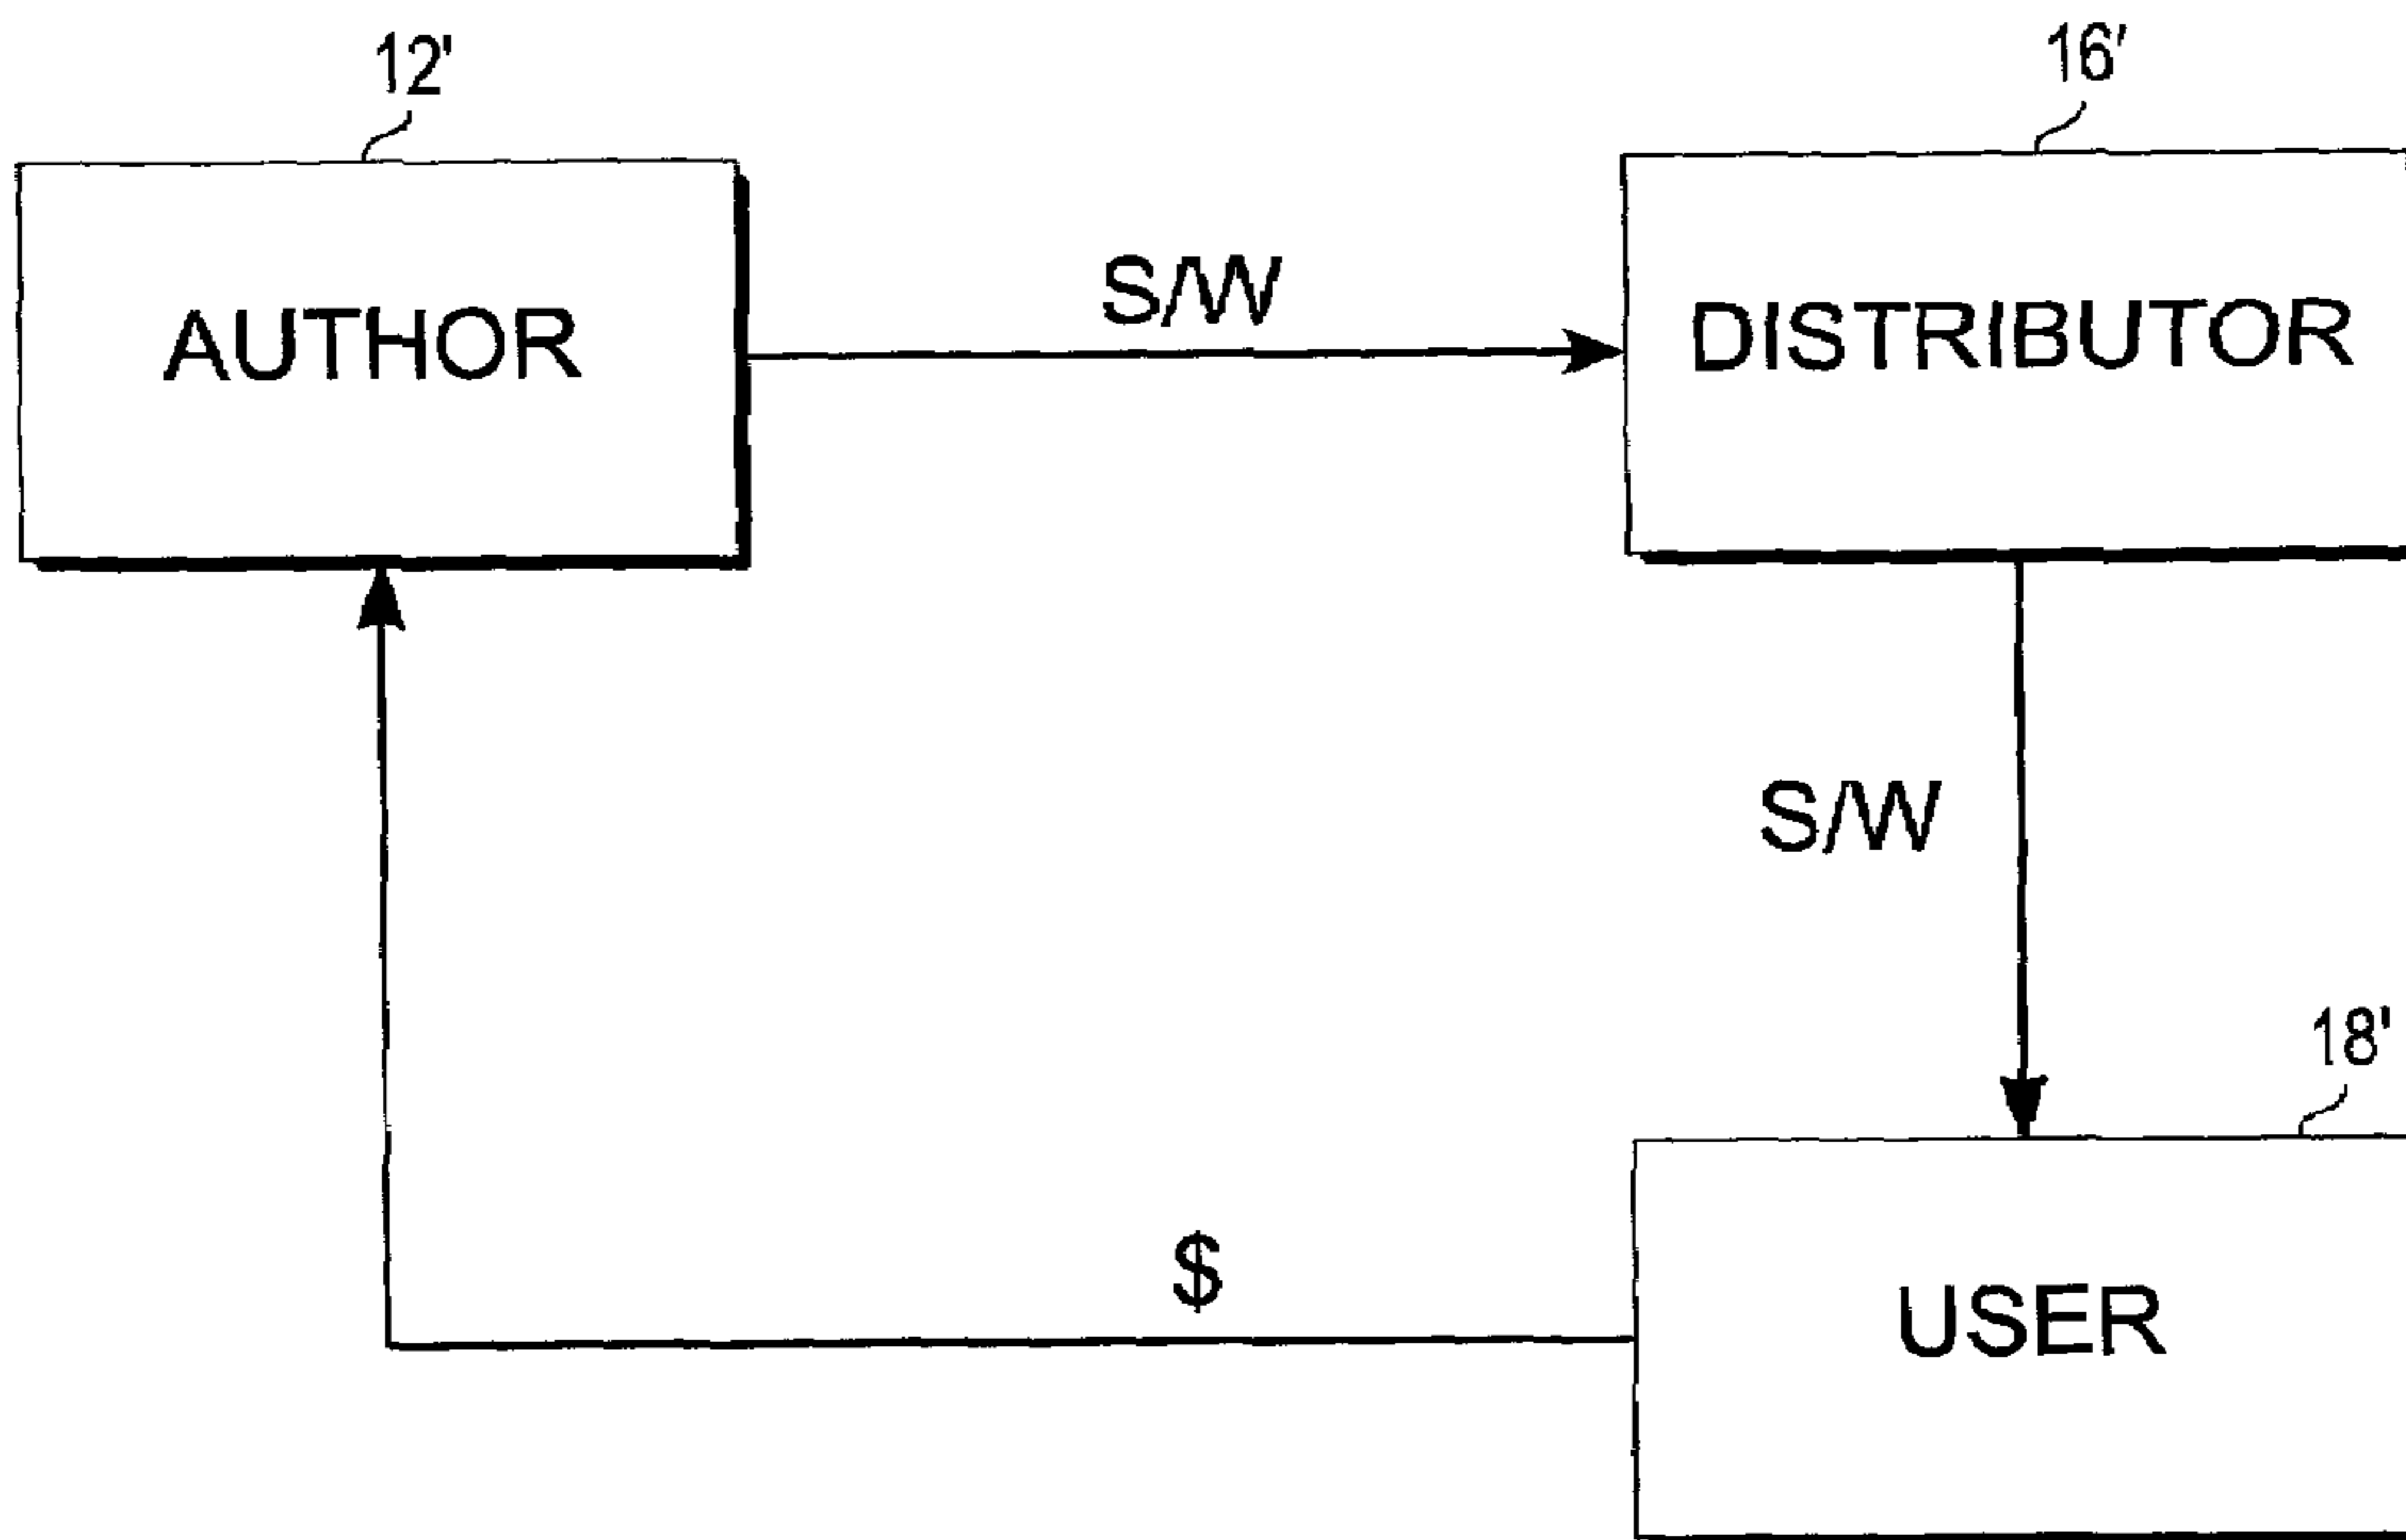 12'
16'
AUTHOR
S/W
DISTRIBUTOR
S/W
18'
$
USER